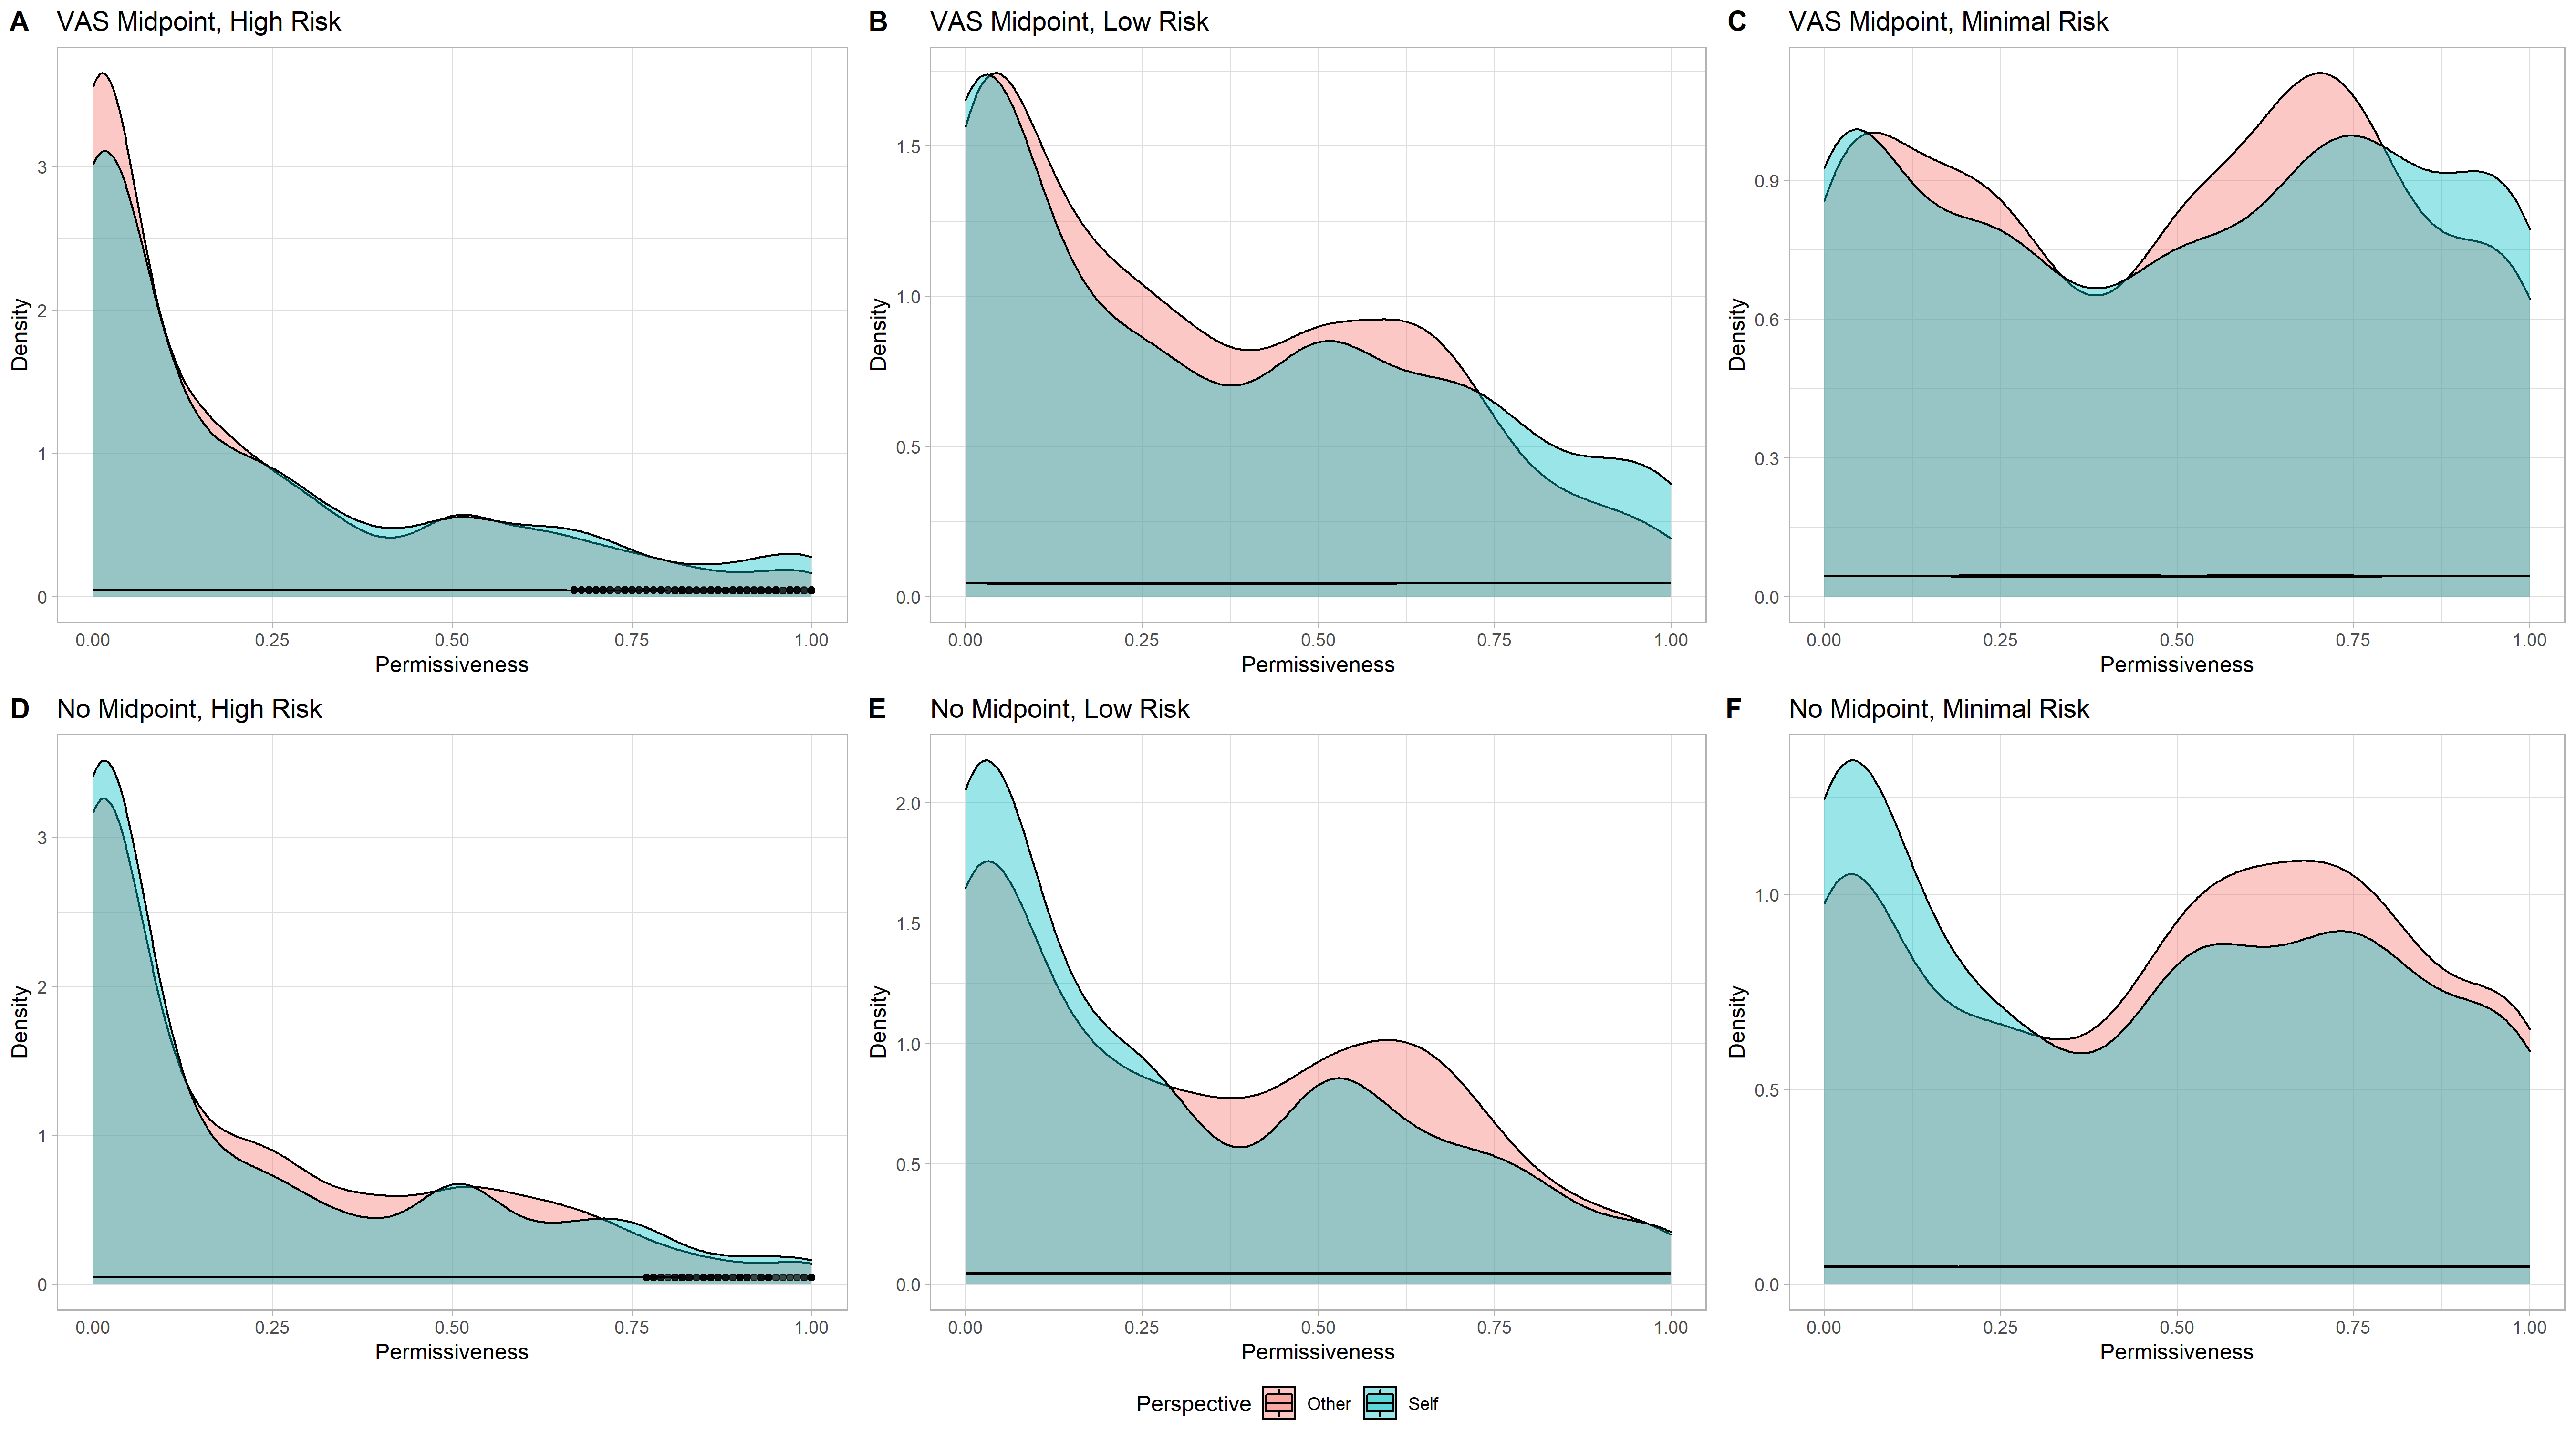 A VAS Midpoint, High Risk
Density
3
2
1
0
0.00 0.25 0.50 0.75 1.00
Permissiveness
B VAS Midpoint, Low Risk
Density
1.5
1.0
0.5
0.0
0.00 0.25 0.50 0.75 1.00
Permissiveness
C VAS Midpoint, Minimal Risk
Density
0.9
0.6
0.3
0.0
0.00 0.25 0.50 0.75 1.00
Permissiveness
D No Midpoint, High Risk
Density
3
2
1
0
0.00 0.25 0.50 0.75 1.00
Permissiveness
E No Midpoint, Low Risk
Density
2.0
1.5
1.0
0.5
0.0
0.00 0.25 0.50 0.75 1.00
Permissiveness
F No Midpoint, Minimal Risk
Density
1.0
0.5
0.0
0.00 0.25 0.50 0.75 1.00
Permissiveness
Perspective Other Self